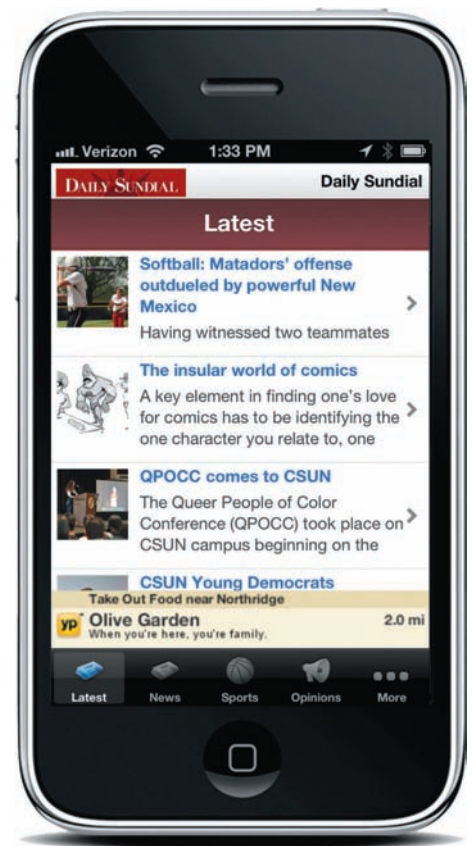 Verizon 1:33 PM
DAILY SUNDIAL Daily Sundial
Latest
Softball: Matadors' offense
outdueled by powerful New
Mexico
Having witnessed two teammates
The insular world of comics
A key element in finding one's love
for comics has to be identifying the
one character you relate to, one
QPOCC comes to CSUN
The Queer People of Color
Conference (QPOCC) took place on
CSUN campus beginning on the
CSUN Young Democrats
Take Out Food near Northridge
yp Olive Garden 2.0 mi
When you're here, you're family.
Latest News Sports Opinions More